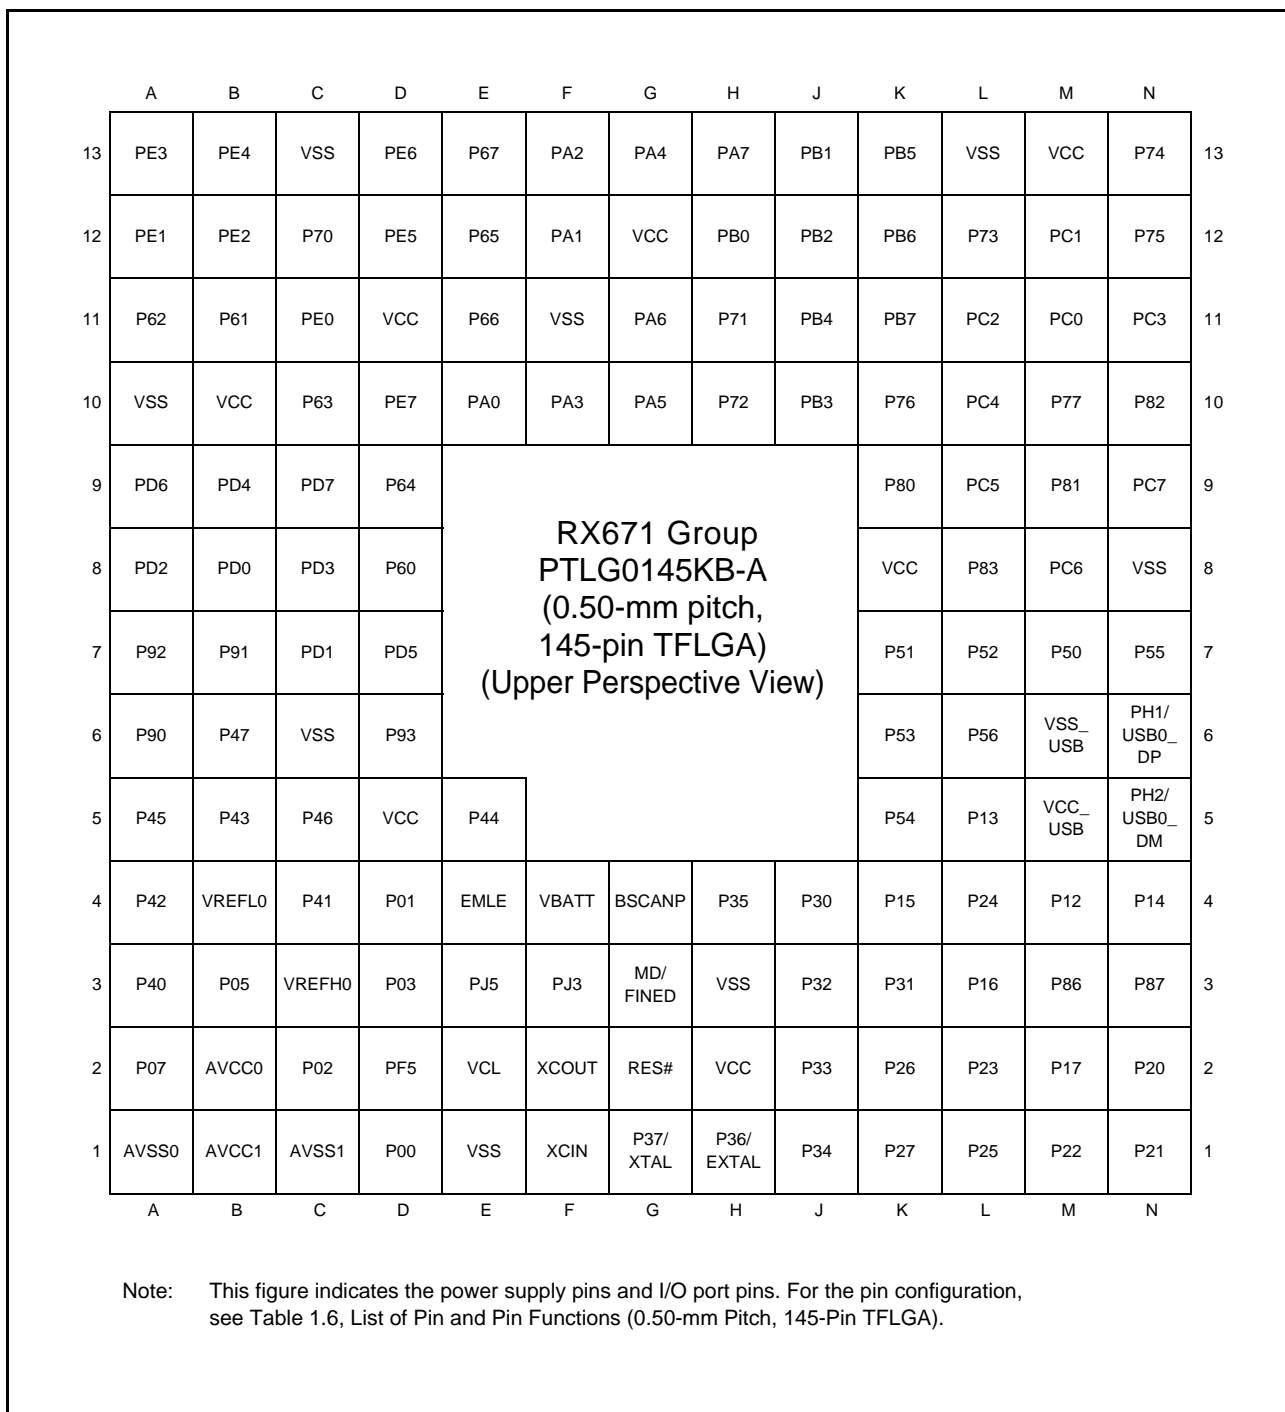 A B C D E F G H J K L M N
13 PE3 PE4 VSS PE6 P67 PA2 PA4 PA7 PB1 PB5 VSS VCC P74 13
12 PE1 PE2 P70 PE5 P65 PA1 VCC PB0 PB2 PB6 P73 PC1 P75 12
11 P62 P61 PE0 VCC P66 VSS PA6 P71 PB4 PB7 PC2 PC0 PC3 11
10 VSS VCC P63 PE7 PA0 PA3 PA5 P72 PB3 P76 PC4 P77 P82 10
9 PD6 PD4 PD7 P64 P80 PC5 P81 PC7 9
RX671 Group
8 PD2 PD0 PD3 P60 PTLG0145KB-A VCC P83 PC6 VSS 8
(0.50-mm pitch,
7 P92 P91 PD1 PD5 145-pin TFLGA) P51 P52 P50 P55 7
(Upper Perspective View)
6 P90 P47 VSS P93 P53 P56 VSS_
USB PH1/
USB0_
DP 6
5 P45 P43 P46 VCC P44 P54 P13 VCC_
USB PH2/
USB0_
DM 5
4 P42 VREFL0 P41 P01 EMLE VBATT BSCANP P35 P30 P15 P24 P12 P14 4
3 P40 P05 VREFH0 P03 PJ5 PJ3 MD/
FINED VSS P32 P31 P16 P86 P87 3
2 P07 AVCC0 P02 PF5 VCL XCOUT RES# VCC P33 P26 P23 P17 P20 2
1 AVSS0 AVCC1 AVSS1 P00 VSS XCIN P37/
XTAL P36/
EXTAL P34 P27 P25 P22 P21 1
A B C D E F G H J K L M N
Note: This figure indicates the power supply pins and I/O port pins. For the pin configuration,
see Table 1.6, List of Pin and Pin Functions (0.50-mm Pitch, 145-Pin TFLGA).